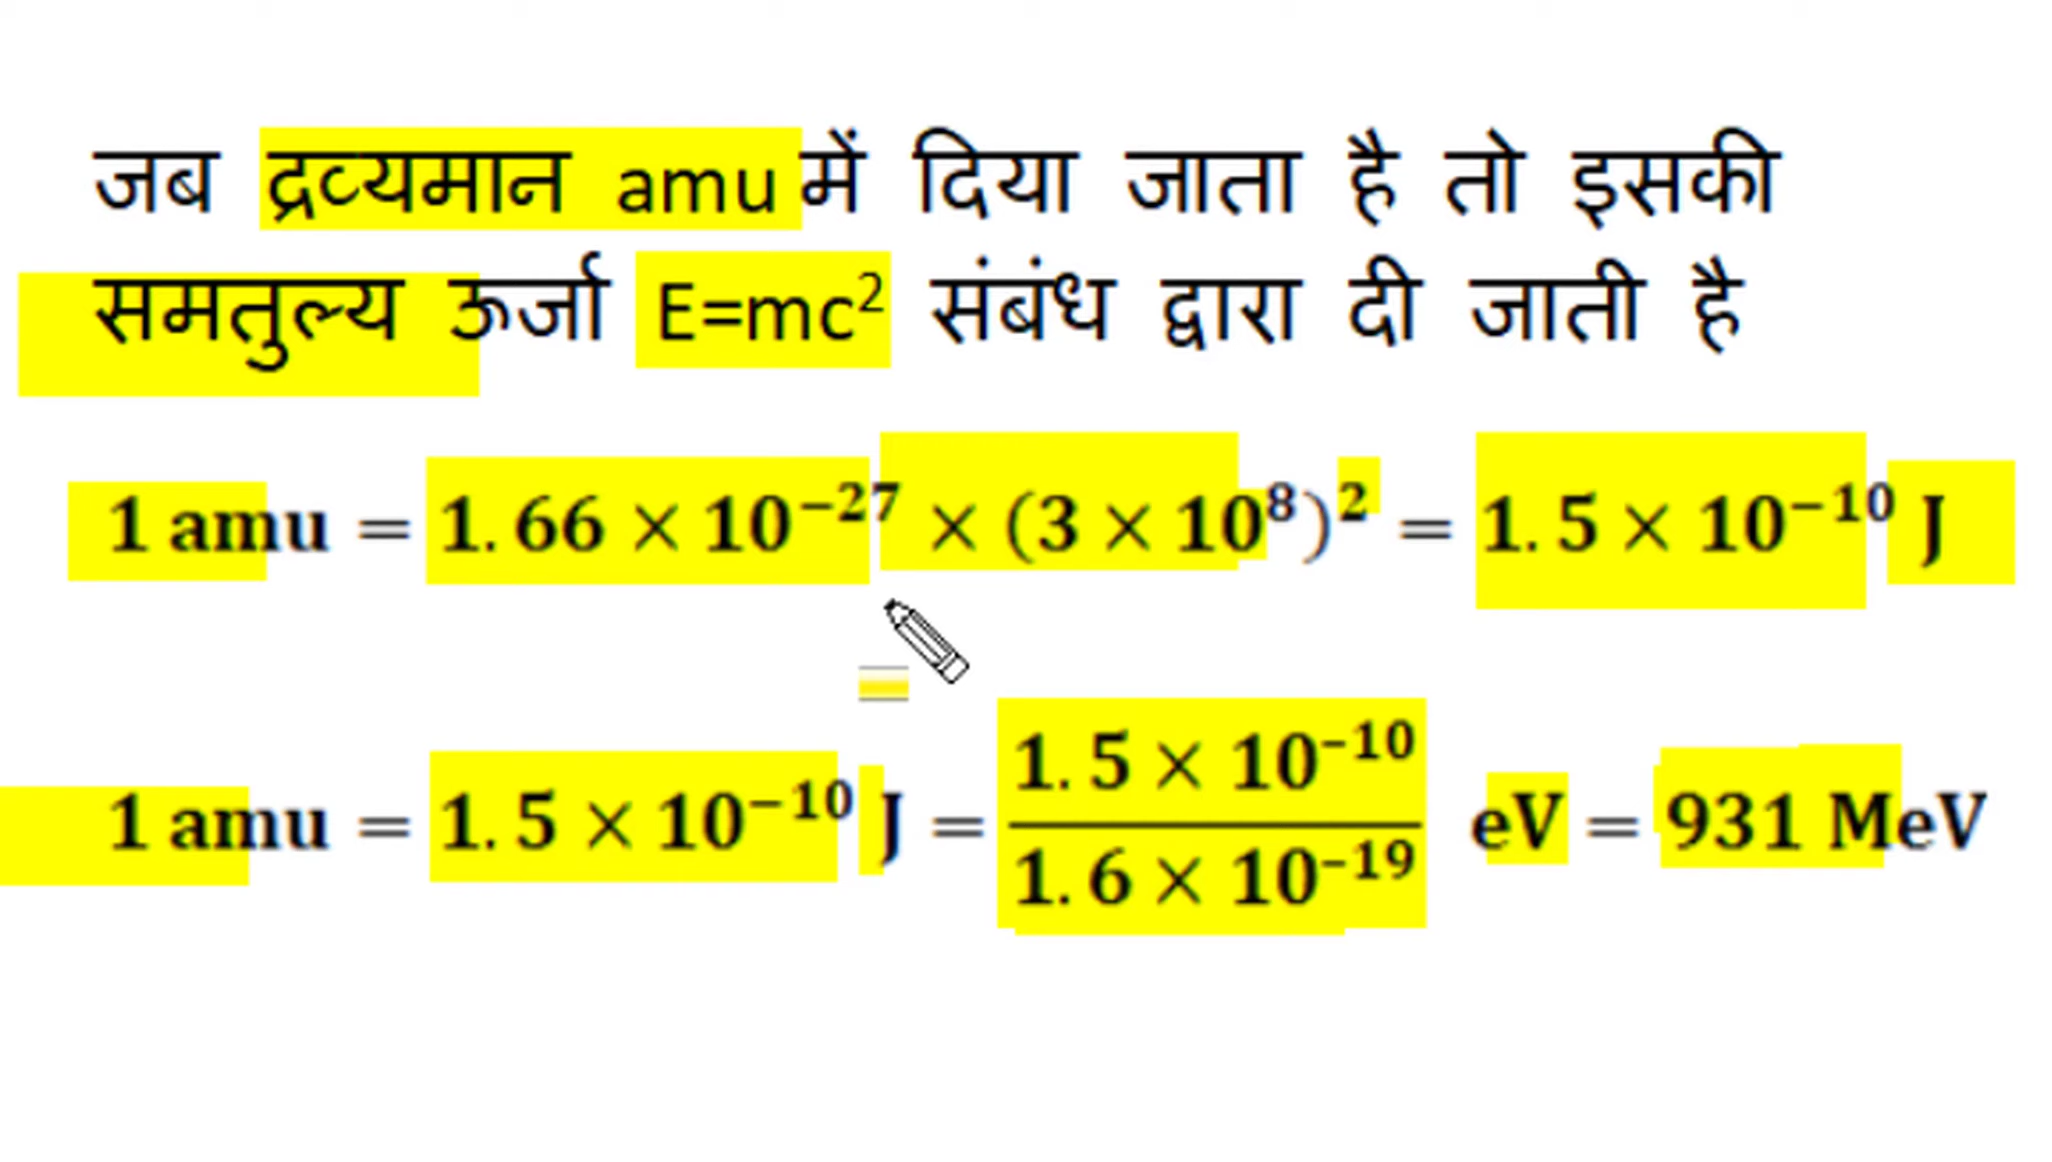 जब द्रव्यमान amu में दिया जाता है तो इसकी
समतुल्य ऊर्जा E=mc² संबंध द्वारा दी जाती है
1 amu = 1.66 × 10⁻²⁷ × (3 × 10⁸)² = 1.5 × 10⁻¹⁰ J
=
1 amu = 1.5 × 10⁻¹⁰ J = \frac{1.5 × 10⁻¹⁰}{1.6 × 10⁻¹⁹} eV = 931 MeV